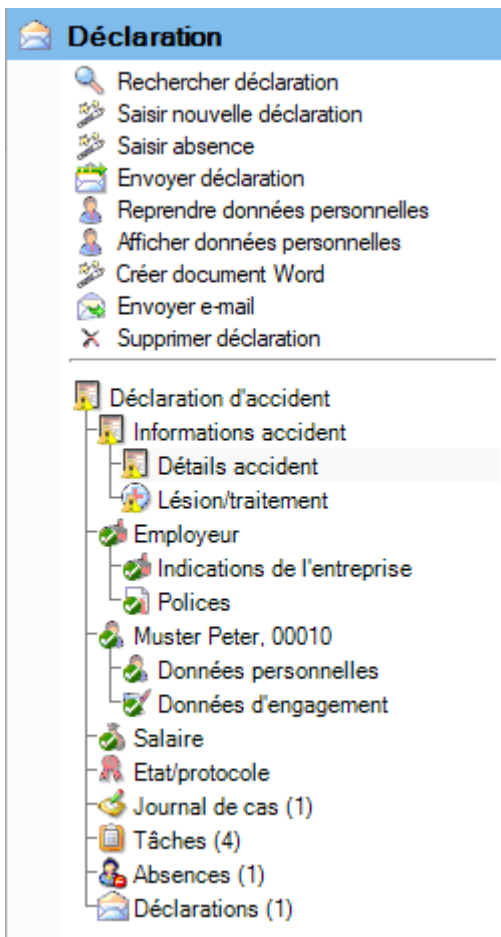 Déclaration
Rechercher déclaration
Saisir nouvelle déclaration
Saisir absence
Envoyer déclaration
Reprendre données personnelles
Afficher données personnelles
Créer document Word
Envoyer e-mail
Supprimer déclaration
Déclaration d'accident
Informations accident
Détails accident
Lésion/traitement
Employeur
Indications de l'entreprise
Polices
Muster Peter, 00010
Données personnelles
Données d'engagement
Salaire
Etat/protocole
Journal de cas (1)
Tâches (4)
Absences (1)
Déclarations (1)